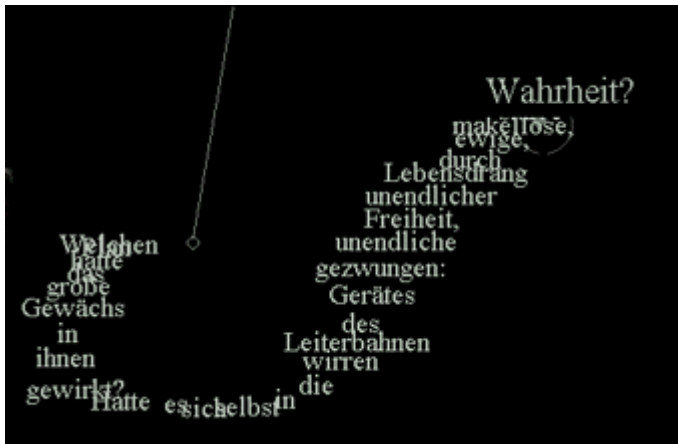 Welchen
hatte
das
große
Gewächs
in
ihnen
gewirkt?
Hatte
es
sich
selbst
in
die
wirren
Leiterbahnen
des
Gerätes
gezwungen:
unendliche
Freiheit,
unendlicher
Lebensdrang
durch
ewige,
makellose,
Wahrheit?